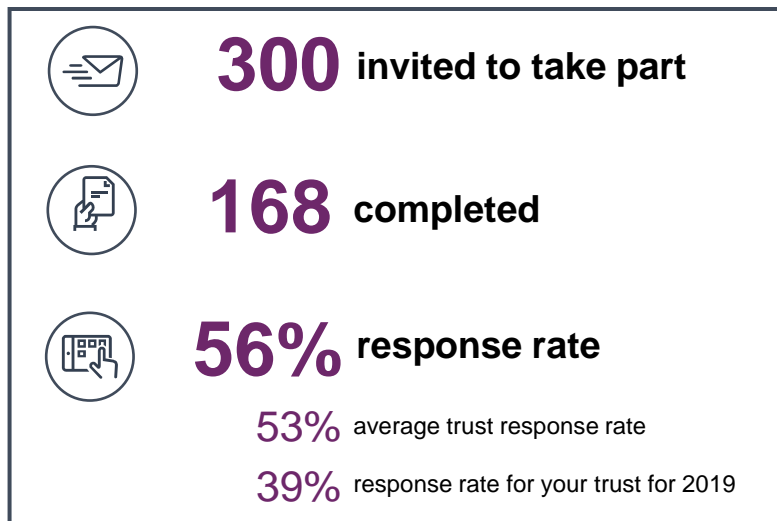 300 invited to take part
168 completed
56% response rate
53% average trust response rate
39% response rate for your trust for 2019